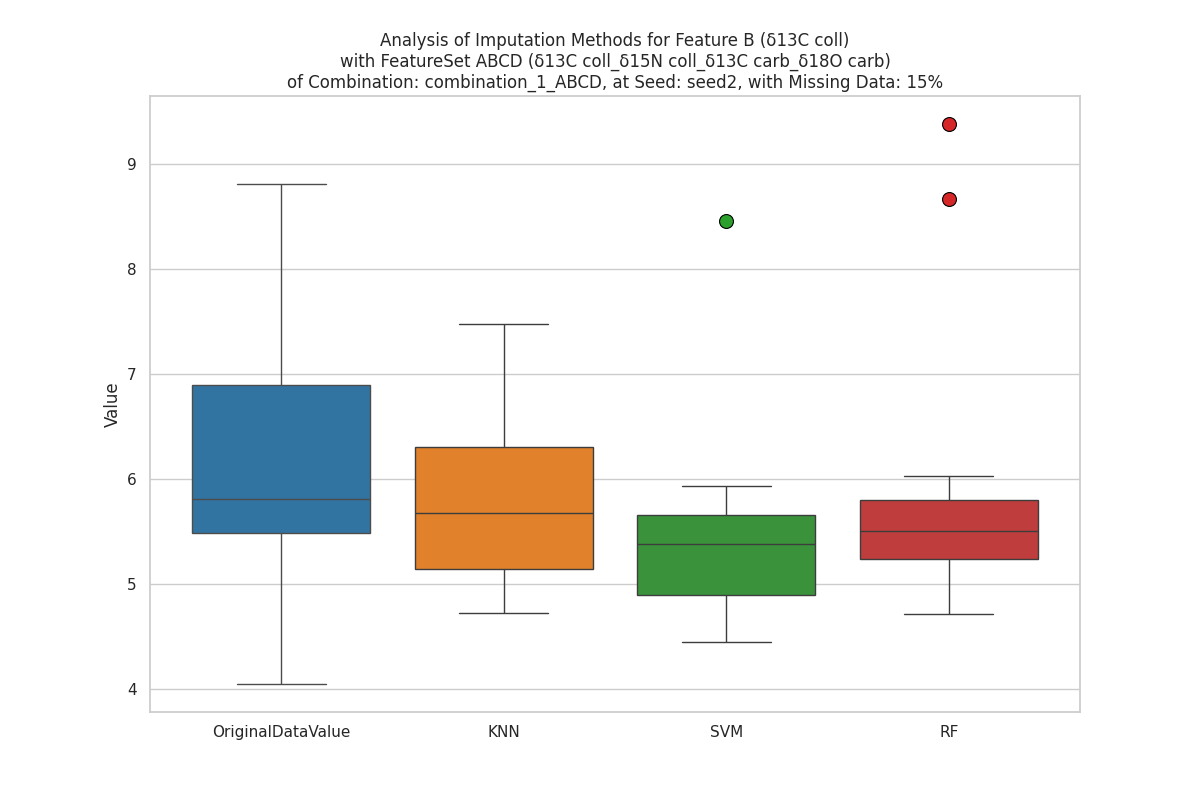 Analysis of Imputation Methods for Feature B (δ13C coll)
with FeatureSet ABCD (δ13C coll_δ15N coll_δ13C carb_δ18O carb)
of Combination: combination_1_ABCD, at Seed: seed2, with Missing Data: 15%
9
8
7
6
5
4
Value
OriginalDataValue
KNN
SVM
RF